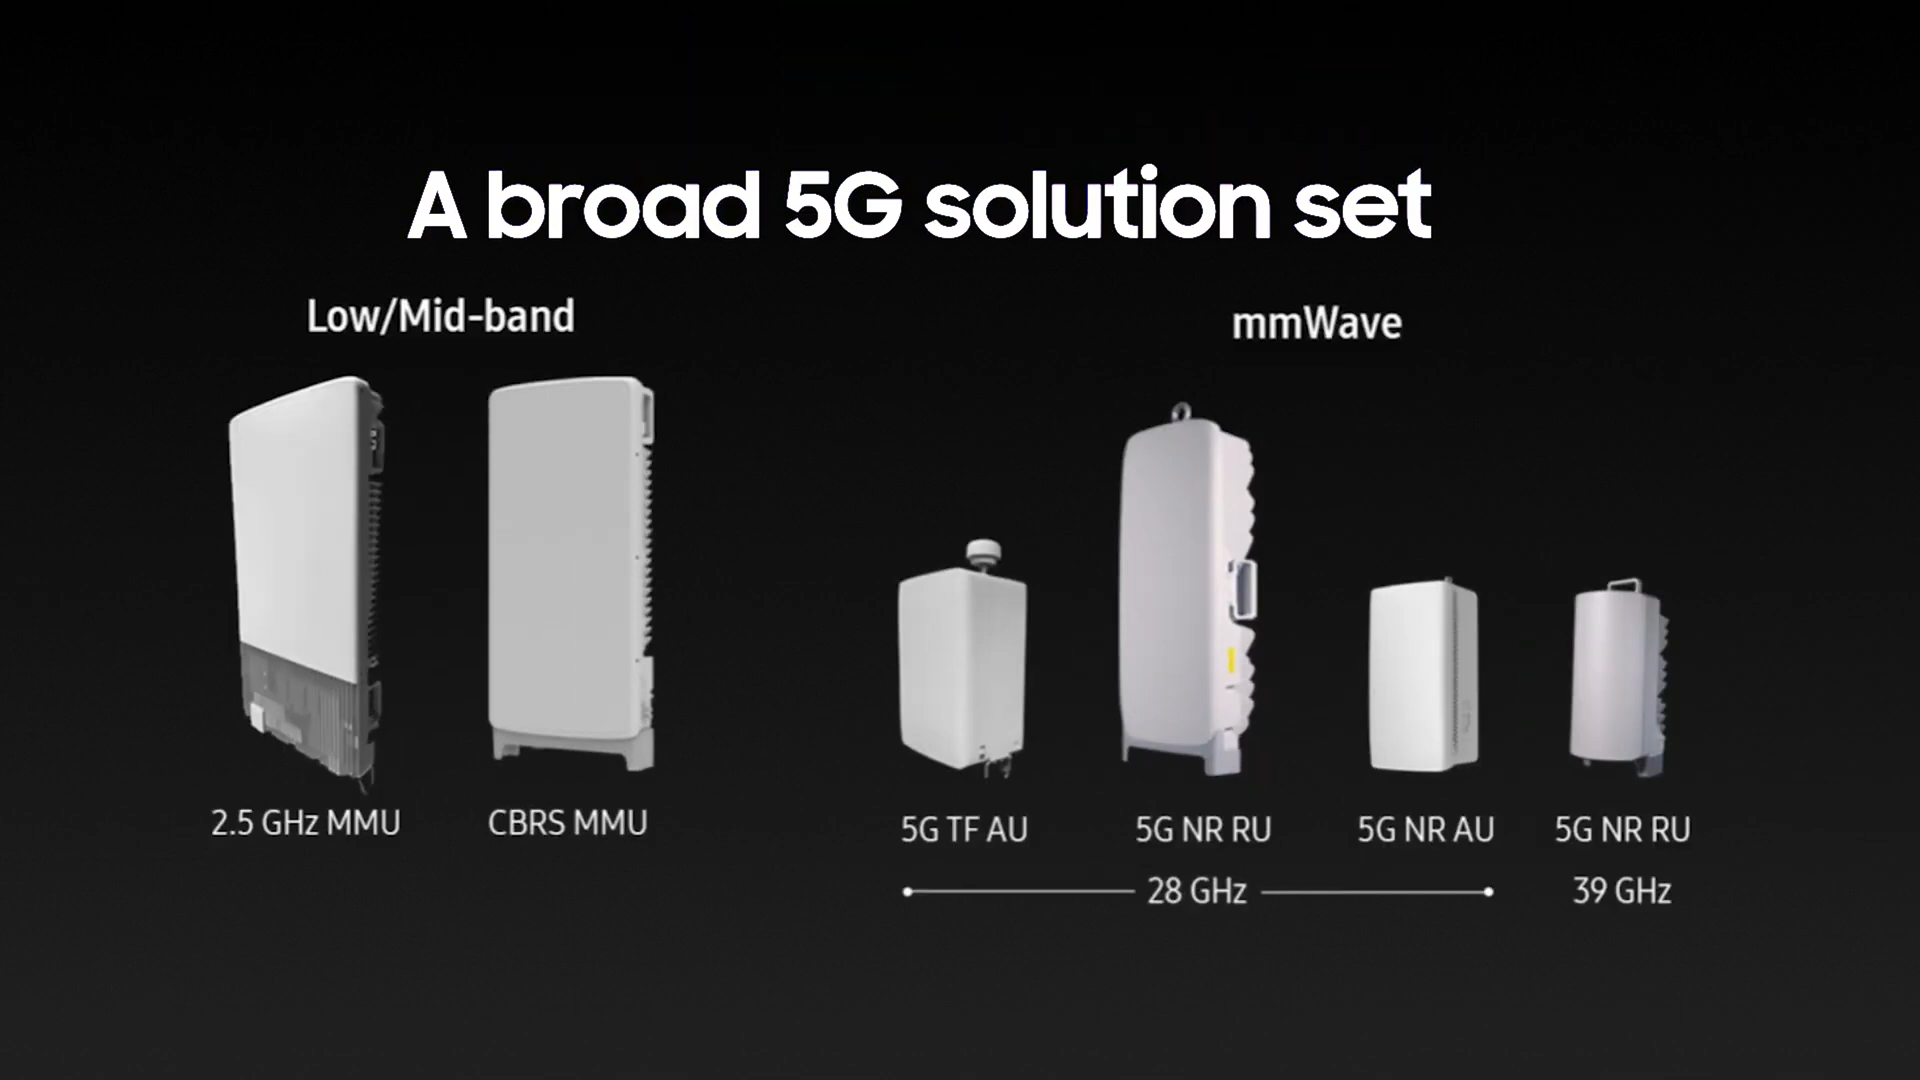 A broad 5G solution set
Low/Mid-band
mmWave
2.5 GHz MMU
CBRS MMU
5G TF AU
5G NR RU
5G NR AU
5G NR RU
28 GHz
39 GHz